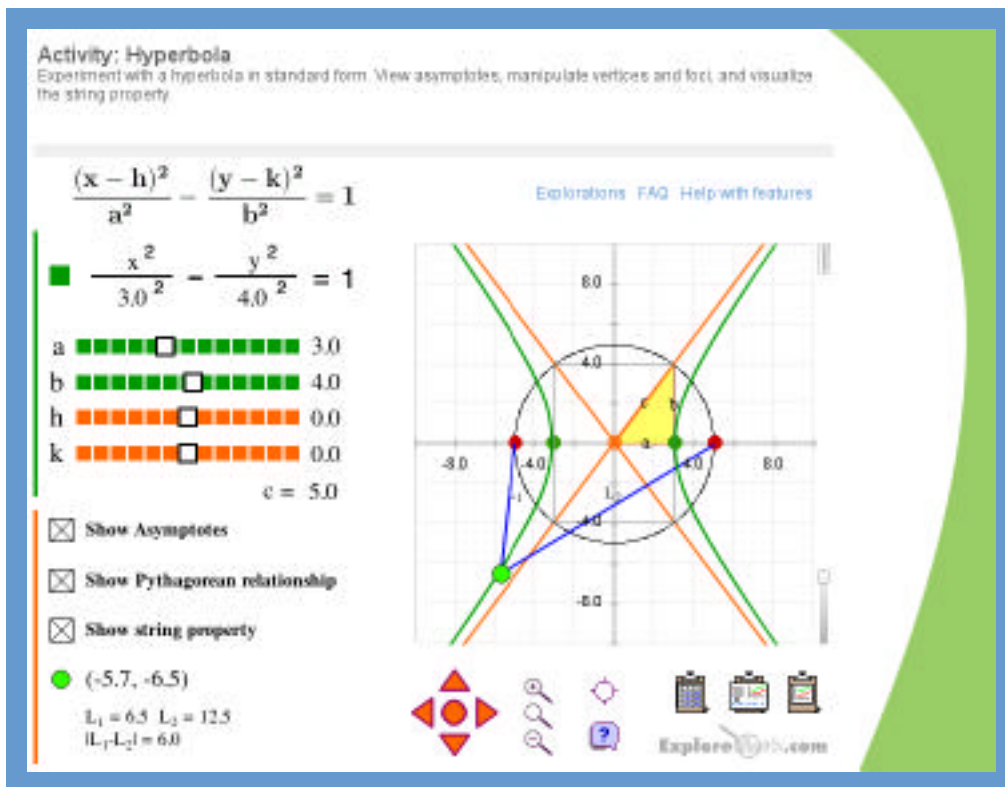 Activity: Hyperbola
Experiment with a hyperbola in standard form. View asymptotes, manipulate vertices and foci, and visualize
the string property.
(x − h)² / a² − (y − k)² / b² = 1
Explorations FAQ Help with features
x² / 3.0² − y² / 4.0² = 1
a 3.0
b 4.0
h 0.0
k 0.0
c = 5.0
Show Asymptotes
Show Pythagorean relationship
Show string property
(-5.7, -6.5)
L₁ = 6.5 L₂ = 12.5
|L₁-L₂| = 6.0
8.0
4.0
c b
a
-8.0 -4.0 4.0 8.0
-4.0
-8.0
?
ExploreMath.com